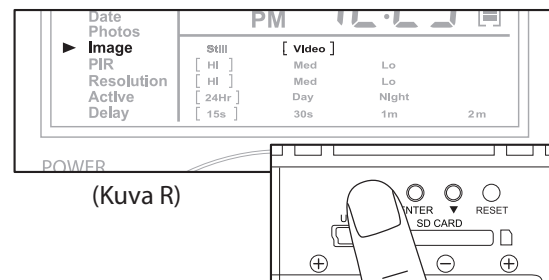 Date
Photos
PM
► Image Still [ Video ]
PIR [ HI ] Med Lo
Resolution [ HI ] Med Lo
Active [ 24Hr ] Day Night
Delay [ 15s ] 30s 1m 2m
POWER
(Kuva R)
▼ RESET
SD CARD